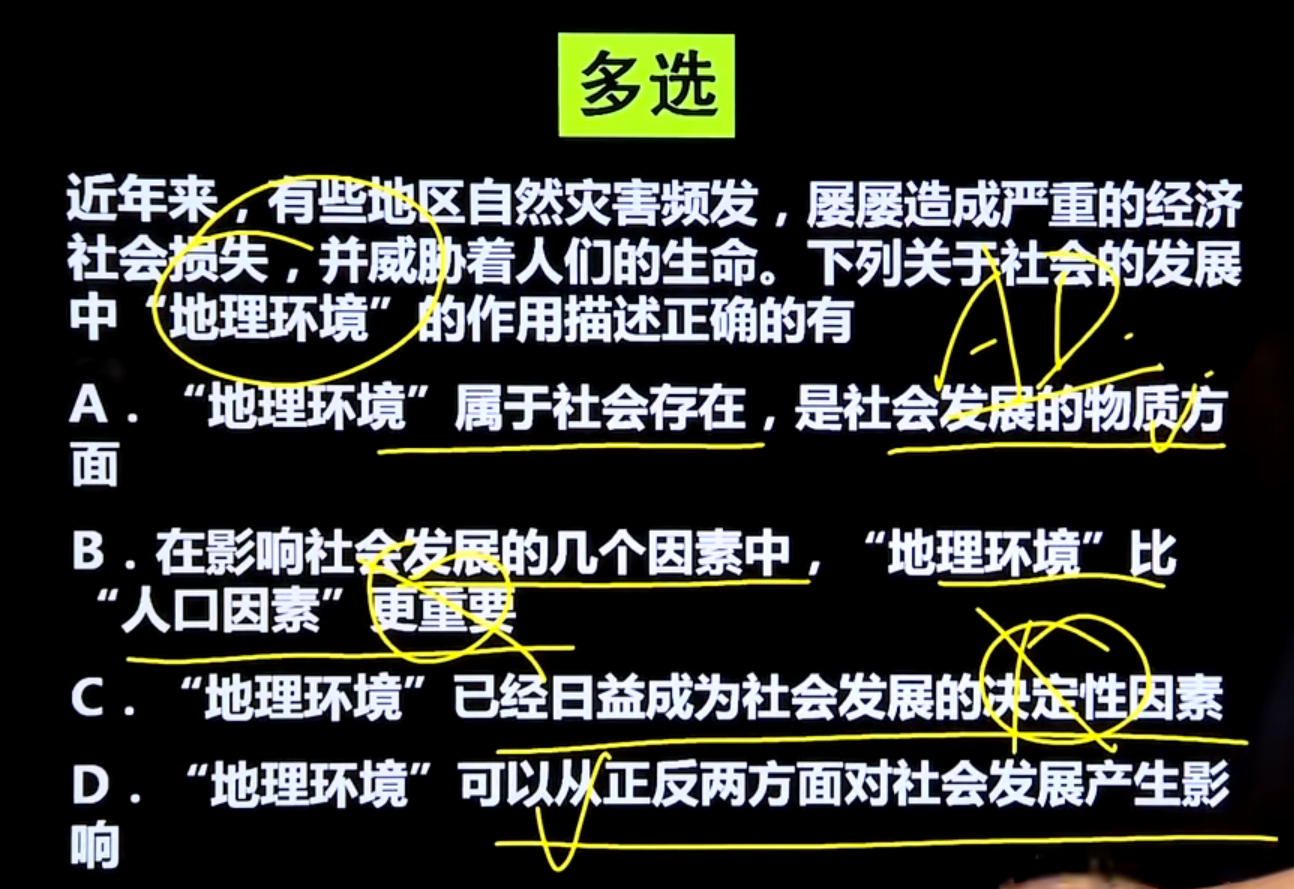 多选
近年来，有些地区自然灾害频发，屡屡造成严重的经济
社会损失，并威胁着人们的生命。下列关于社会的发展
中“地理环境”的作用描述正确的有
AD
A．“地理环境”属于社会存在，是社会发展的物质方
面
B．在影响社会发展的几个因素中，“地理环境”比
“人口因素”更重要
C．“地理环境”已经日益成为社会发展的决定性因素
D．“地理环境”可以从正反两方面对社会发展产生影
响